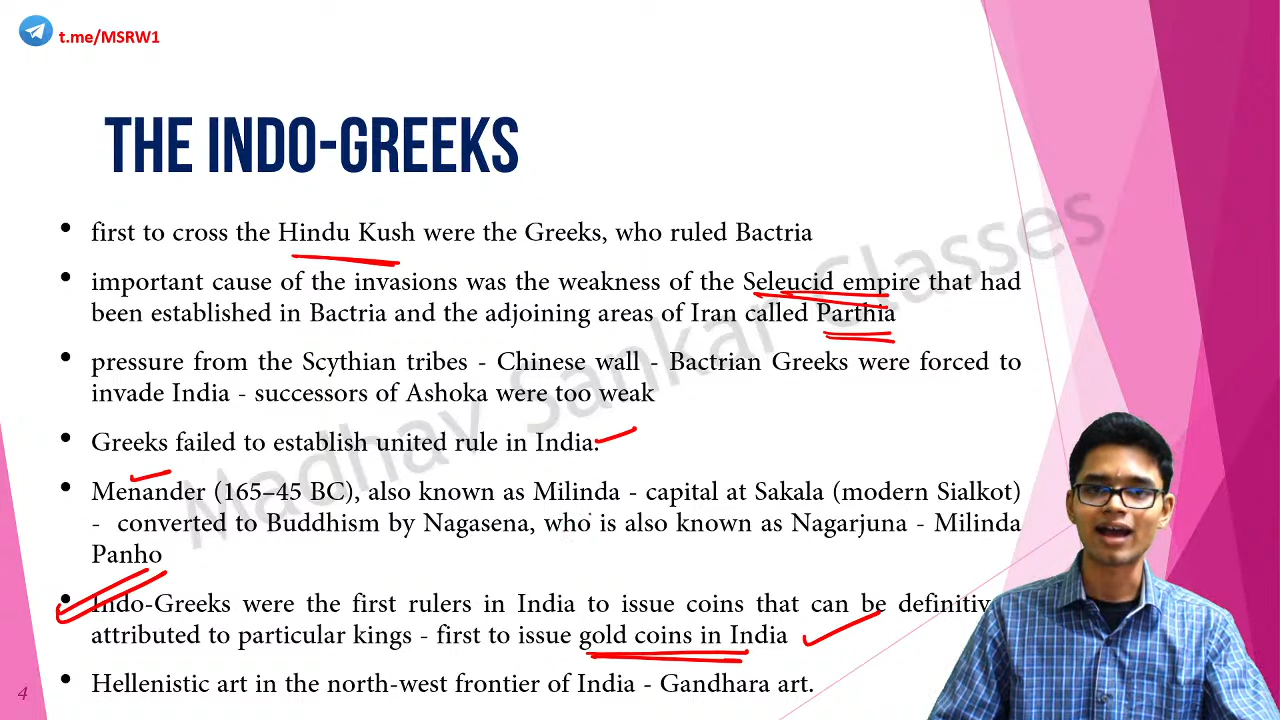 t.me/MSRW1
THE INDO-GREEKS
• first to cross the Hindu Kush were the Greeks, who ruled Bactria
• important cause of the invasions was the weakness of the Seleucid empire that had
been established in Bactria and the adjoining areas of Iran called Parthia
• pressure from the Scythian tribes - Chinese wall - Bactrian Greeks were forced to
invade India - successors of Ashoka were too weak
• Greeks failed to establish united rule in India.
• Menander (165–45 BC), also known as Milinda - capital at Sakala (modern Sialkot)
- converted to Buddhism by Nagasena, who is also known as Nagarjuna - Milinda
Panho
• Indo-Greeks were the first rulers in India to issue coins that can be
attributed to particular kings - first to issue gold coins in India
• Hellenistic art in the north-west frontier of India - Gandhara art.
Madhav Sankar Classes
4